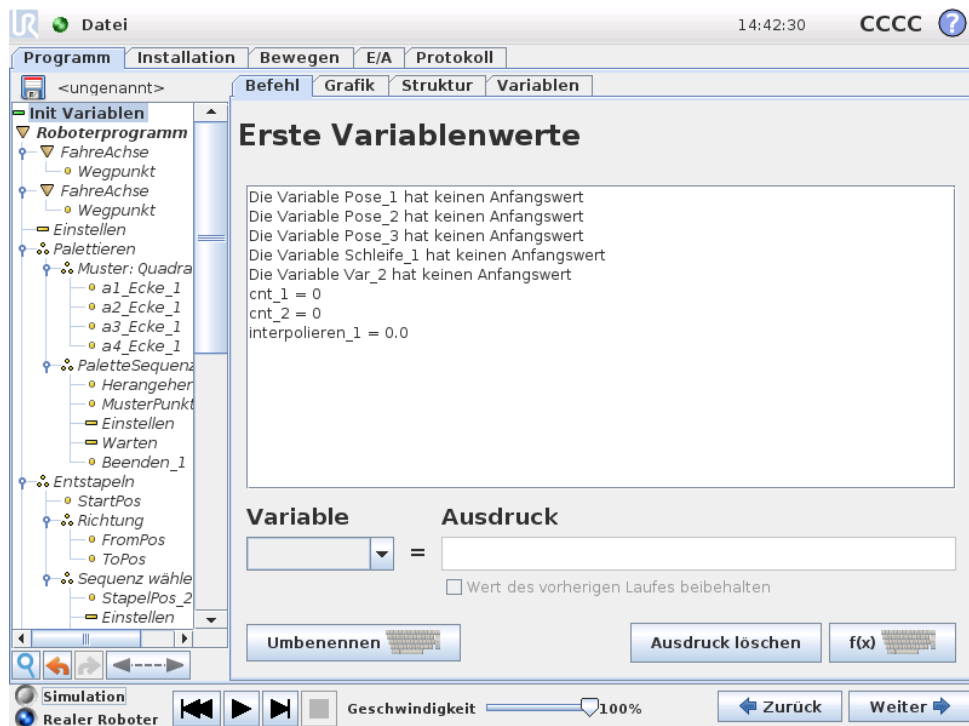 UR Datei 14:42:30 CCCC ?
Programm Installation Bewegen E/A Protokoll
<ungenannt>
Befehl Grafik Struktur Variablen
Init Variablen
Roboterprogramm
FahreAchse
Wegpunkt
FahreAchse
Wegpunkt
Einstellen
Palettieren
Muster: Quadra
a1_Ecke_1
a2_Ecke_1
a3_Ecke_1
a4_Ecke_1
PaletteSequenz
Herangeher
MusterPunkt
Einstellen
Warten
Beenden_1
Entstapeln
StartPos
Richtung
FromPos
ToPos
Sequenz wähle
StapelPos_2
Einstellen
Erste Variablenwerte
Die Variable Pose_1 hat keinen Anfangswert
Die Variable Pose_2 hat keinen Anfangswert
Die Variable Pose_3 hat keinen Anfangswert
Die Variable Schleife_1 hat keinen Anfangswert
Die Variable Var_2 hat keinen Anfangswert
cnt_1 = 0
cnt_2 = 0
interpolieren_1 = 0.0
Variable Ausdruck
=
Wert des vorherigen Laufes beibehalten
Umbenennen Ausdruck löschen f(x)
Simulation
Realer Roboter
Geschwindigkeit 100%
Zurück Weiter